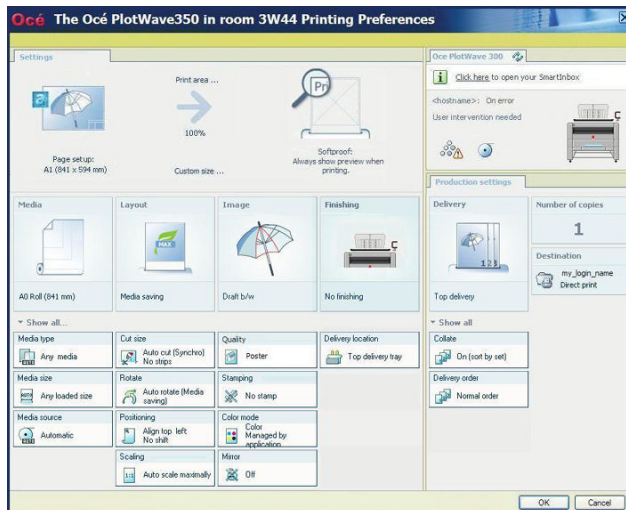 Océ The Océ PlotWave350 in room 3W44 Printing Preferences
Settings
Page setup:
A1 (841 x 594 mm)
Print area ...
100%
Custom size ...
Pr
Softproof:
Always show preview when
printing.
Oce PlotWave 300
Click here to open your SmartInbox
<hostname>: On error
User intervention needed
Media
A0 Roll (841 mm)
Layout
MAX
Media saving
Image
Draft b/w
Finishing
No finishing
Production settings
Delivery
123
Top delivery
Number of copies
1
Destination
my_login_name
Direct print
Show all...
Media type
Any media
Cut size
Auto cut (Synchro)
No strips
Quality
Poster
Delivery location
Top delivery tray
Media size
AUTO
Any loaded size
Rotate
Auto rotate (Media
saving)
Stamping
No stamp
Media source
Automatic
Positioning
Align top left
No shift
Color mode
Color
Managed by
application
Scaling
1:1
Auto scale maximally
Mirror
Off
Show all
Collate
On (sort by set)
Delivery order
Normal order
OK
Cancel